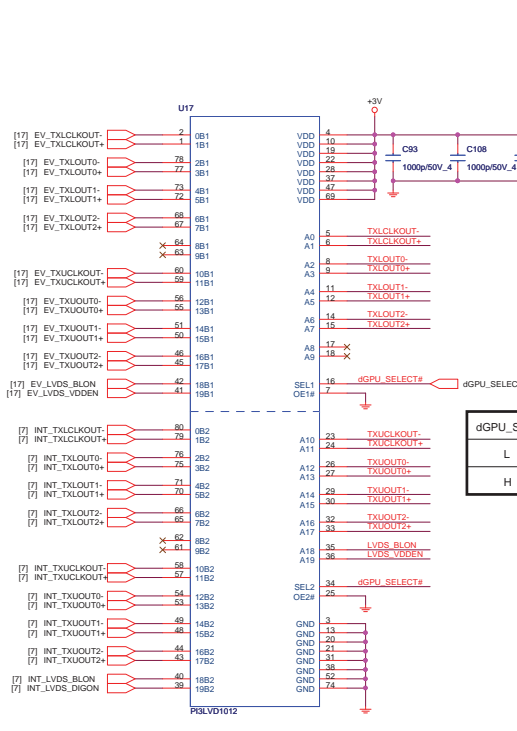 +3V
U17
[17] EV_TXLCLKOUT- 2 0B1 VDD 4
[17] EV_TXLCLKOUT+ 1 1B1 VDD 10
VDD 19
[17] EV_TXLOUT0- 78 2B1 VDD 22
[17] EV_TXLOUT0+ 77 3B1 VDD 28
VDD 37
[17] EV_TXLOUT1- 73 4B1 VDD 47
[17] EV_TXLOUT1+ 72 5B1 VDD 69
C93 C108
1000p/50V_4 1000p/50V_4
[17] EV_TXLOUT2- 68 6B1
[17] EV_TXLOUT2+ 67 7B1
A0 5 TXLCLKOUT-
64 8B1 A1 6 TXLCLKOUT+
63 9B1
A2 8 TXLOUT0-
[17] EV_TXUCLKOUT- 60 10B1 A3 9 TXLOUT0+
[17] EV_TXUCLKOUT+ 59 11B1
A4 11 TXLOUT1-
[17] EV_TXUOUT0- 56 12B1 A5 12 TXLOUT1+
[17] EV_TXUOUT0+ 55 13B1
A6 14 TXLOUT2-
[17] EV_TXUOUT1- 51 14B1 A7 15 TXLOUT2+
[17] EV_TXUOUT1+ 50 15B1
A8 17
[17] EV_TXUOUT2- 46 16B1 A9 18
[17] EV_TXUOUT2+ 45 17B1
[17] EV_LVDS_BLON 42 18B1 SEL1 16 dGPU_SELECT# dGPU_SELEC
[17] EV_LVDS_VDDEN 41 19B1 OE1# 7
dGPU_S
L
H
[7] INT_TXLCLKOUT- 80 0B2 A10 23 TXUCLKOUT-
[7] INT_TXLCLKOUT+ 79 1B2 A11 24 TXUCLKOUT+
[7] INT_TXLOUT0- 76 2B2 A12 26 TXUOUT0-
[7] INT_TXLOUT0+ 75 3B2 A13 27 TXUOUT0+
[7] INT_TXLOUT1- 71 4B2 A14 29 TXUOUT1-
[7] INT_TXLOUT1+ 70 5B2 A15 30 TXUOUT1+
[7] INT_TXLOUT2- 66 6B2 A16 32 TXUOUT2-
[7] INT_TXLOUT2+ 65 7B2 A17 33 TXUOUT2+
62 8B2 A18 35 LVDS_BLON
61 9B2 A19 36 LVDS_VDDEN
[7] INT_TXUCLKOUT- 58 10B2
[7] INT_TXUCLKOUT+ 57 11B2
SEL2 34 dGPU_SELECT#
[7] INT_TXUOUT0- 54 12B2 OE2# 25
[7] INT_TXUOUT0+ 53 13B2
[7] INT_TXUOUT1- 49 14B2 GND 3
[7] INT_TXUOUT1+ 48 15B2 GND 13
GND 20
[7] INT_TXUOUT2- 44 16B2 GND 21
[7] INT_TXUOUT2+ 43 17B2 GND 31
GND 38
[7] INT_LVDS_BLON 40 18B2 GND 52
[7] INT_LVDS_DIGON 39 19B2 GND 74
PI3LVD1012